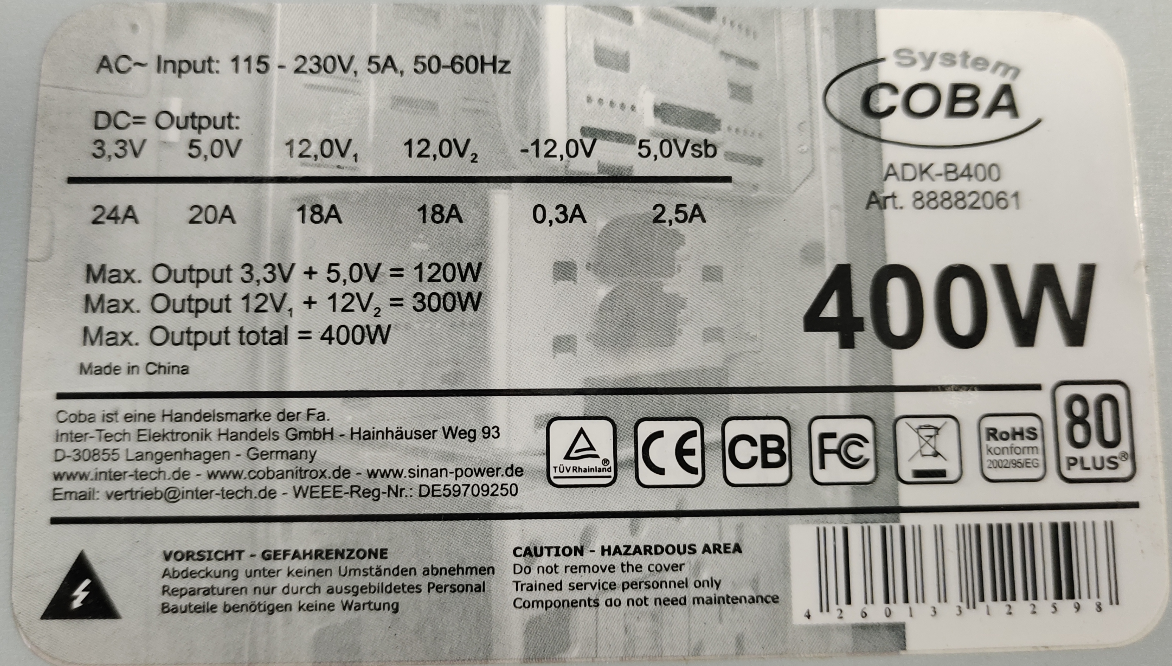 AC~ Input: 115 - 230V, 5A, 50-60Hz
System
COBA
ADK-B400
Art. 88882061
DC= Output:
3,3V 5,0V 12,0V₁ 12,0V₂ -12,0V 5,0Vsb
24A 20A 18A 18A 0,3A 2,5A
Max. Output 3,3V + 5,0V = 120W
Max. Output 12V₁ + 12V₂ = 300W
Max. Output total = 400W
400W
Made in China
Coba ist eine Handelsmarke der Fa.
Inter-Tech Elektronik Handels GmbH - Hainhäuser Weg 93
D-30855 Langenhagen - Germany
www.inter-tech.de - www.cobanitrox.de - www.sinan-power.de
Email: vertrieb@inter-tech.de - WEEE-Reg-Nr.: DE59709250
TÜVRheinland®
CE
CB
FC
RoHS
konform
2002/95/EG
80
PLUS®
VORSICHT - GEFAHRENZONE
Abdeckung unter keinen Umständen abnehmen
Reparaturen nur durch ausgebildetes Personal
Bauteile benötigen keine Wartung
CAUTION - HAZARDOUS AREA
Do not remove the cover
Trained service personnel only
Components do not need maintenance
4 260133 122598